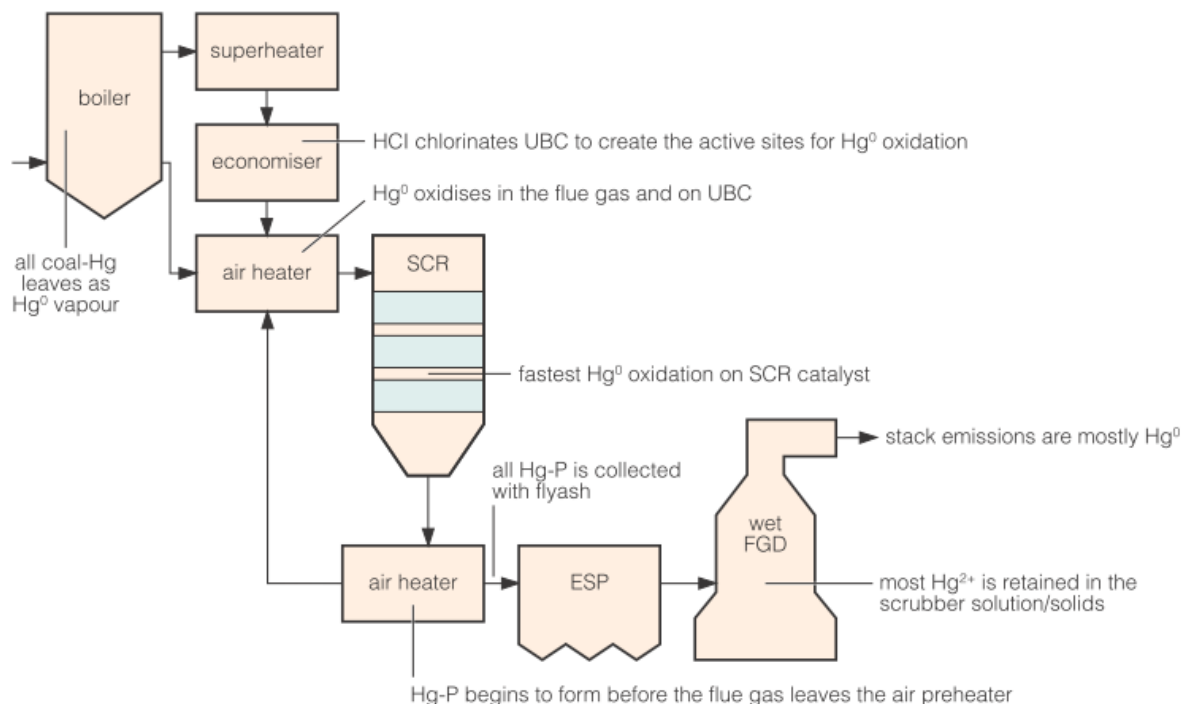 boiler
superheater
economiser
HCl chlorinates UBC to create the active sites for Hg⁰ oxidation
Hg⁰ oxidises in the flue gas and on UBC
all coal-Hg
leaves as
Hg⁰ vapour
air heater
SCR
fastest Hg⁰ oxidation on SCR catalyst
stack emissions are mostly Hg⁰
all Hg-P is collected
with flyash
wet
FGD
air heater
ESP
most Hg²⁺ is retained in the
scrubber solution/solids
Hg-P begins to form before the flue gas leaves the air preheater